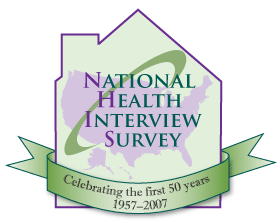 NATIONAL
HEALTH
INTERVIEW
SURVEY
Celebrating the first 50 years
1957–2007